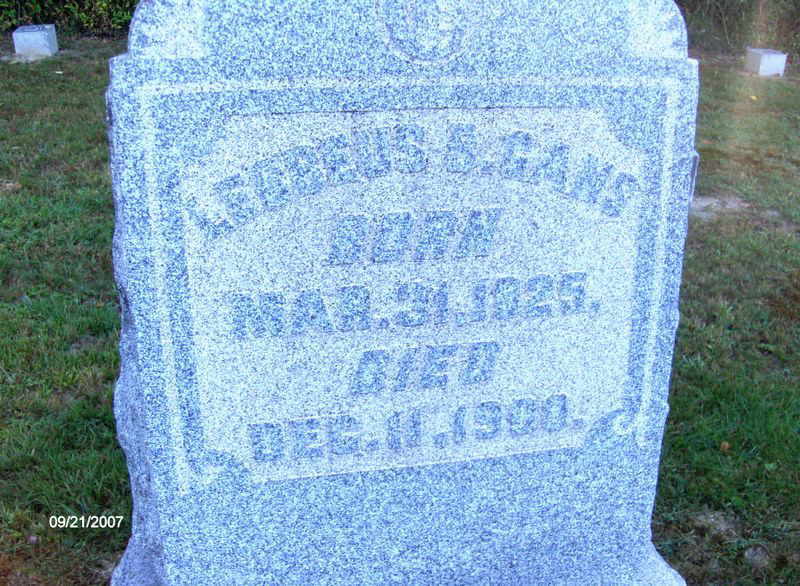 S. GANS
BORN
MAR. 31, 1825.
DIED
DEC. 11, 1900.
09/21/2007